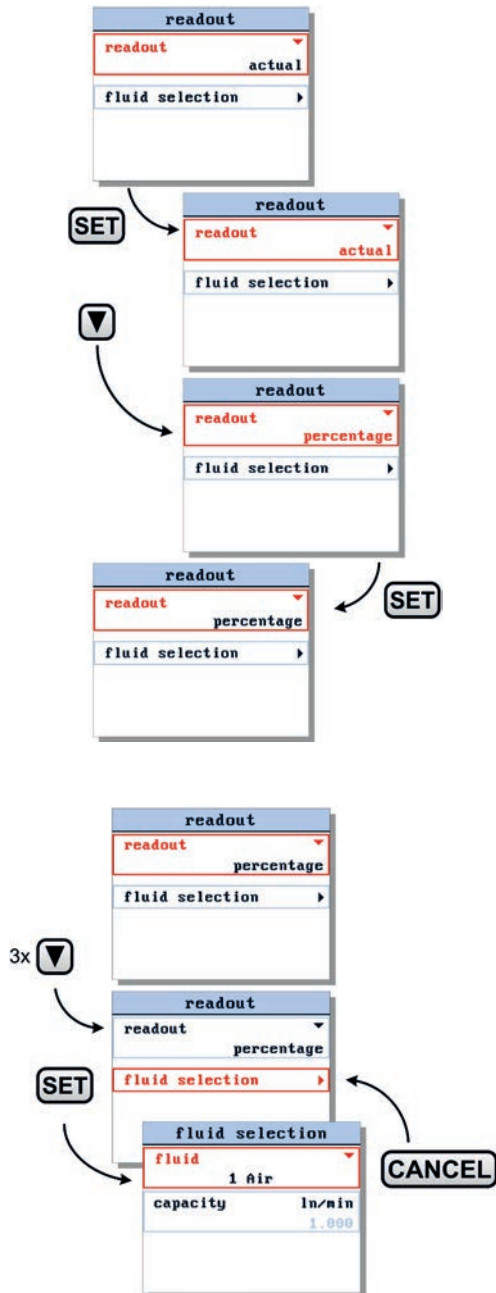 readout
readout
actual
fluid selection
SET
readout
readout
actual
fluid selection
readout
readout
percentage
fluid selection
SET
readout
readout
percentage
fluid selection
readout
readout
percentage
fluid selection
3x
readout
readout
percentage
fluid selection
SET
CANCEL
fluid selection
fluid
1 Air
capacity ln/min
1.000